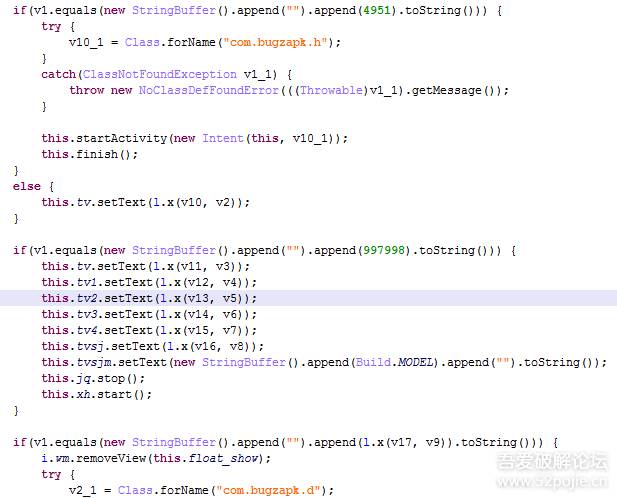 if(v1.equals(new StringBuffer().append("").append(4951).toString())) {
    try {
        v10_1 = Class.forName("com.bugzapk.h");
    }
    catch(ClassNotFoundException v1_1) {
        throw new NoClassDefFoundError(((Throwable)v1_1).getMessage());
    }

    this.startActivity(new Intent(this, v10_1));
    this.finish();
}
else {
    this.tv.setText(l.x(v10, v2));
}

if(v1.equals(new StringBuffer().append("").append(997998).toString())) {
    this.tv.setText(l.x(v11, v3));
    this.tv1.setText(l.x(v12, v4));
    this.tv2.setText(l.x(v13, v5));
    this.tv3.setText(l.x(v14, v6));
    this.tv4.setText(l.x(v15, v7));
    this.tvsj.setText(l.x(v16, v8));
    this.tvsjm.setText(new StringBuffer().append(Build.MODEL).append("").toString());
    this.jq.stop();
    this.xh.start();
}

if(v1.equals(new StringBuffer().append("").append(l.x(v17, v9)).toString())) {
    i.wm.removeView(this.float_show);
    try {
        v2_1 = Class.forName("com.bugzapk.d");
吾爱破解论坛
www.52pojie.cn